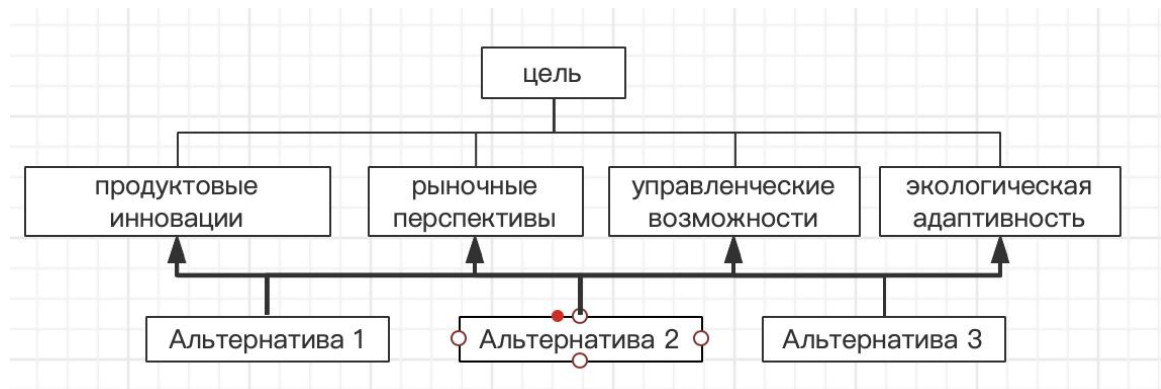 цель
продуктовые
инновации
рыночные
перспективы
управленческие
возможности
экологическая
адаптивность
Альтернатива 1
Альтернатива 2
Альтернатива 3